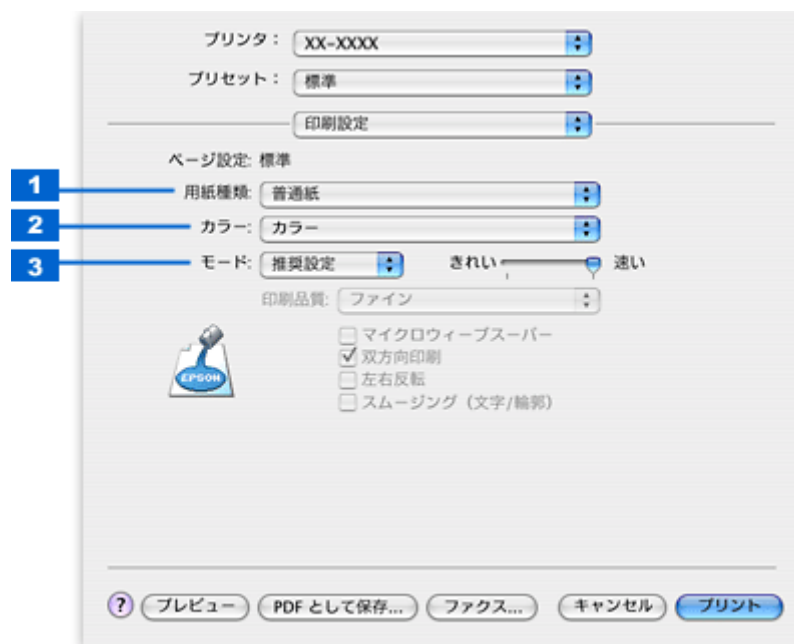 プリンタ： XX-XXXX
プリセット： 標準
印刷設定
ページ設定: 標準
1 用紙種類: 普通紙
2 カラー: カラー
3 モード: 推奨設定 きれい 速い
印刷品質: ファイン
マイクロウィーブスーパー
双方向印刷
左右反転
EPSON
スムージング（文字/輪郭）
? プレビュー PDF として保存... ファクス... キャンセル プリント